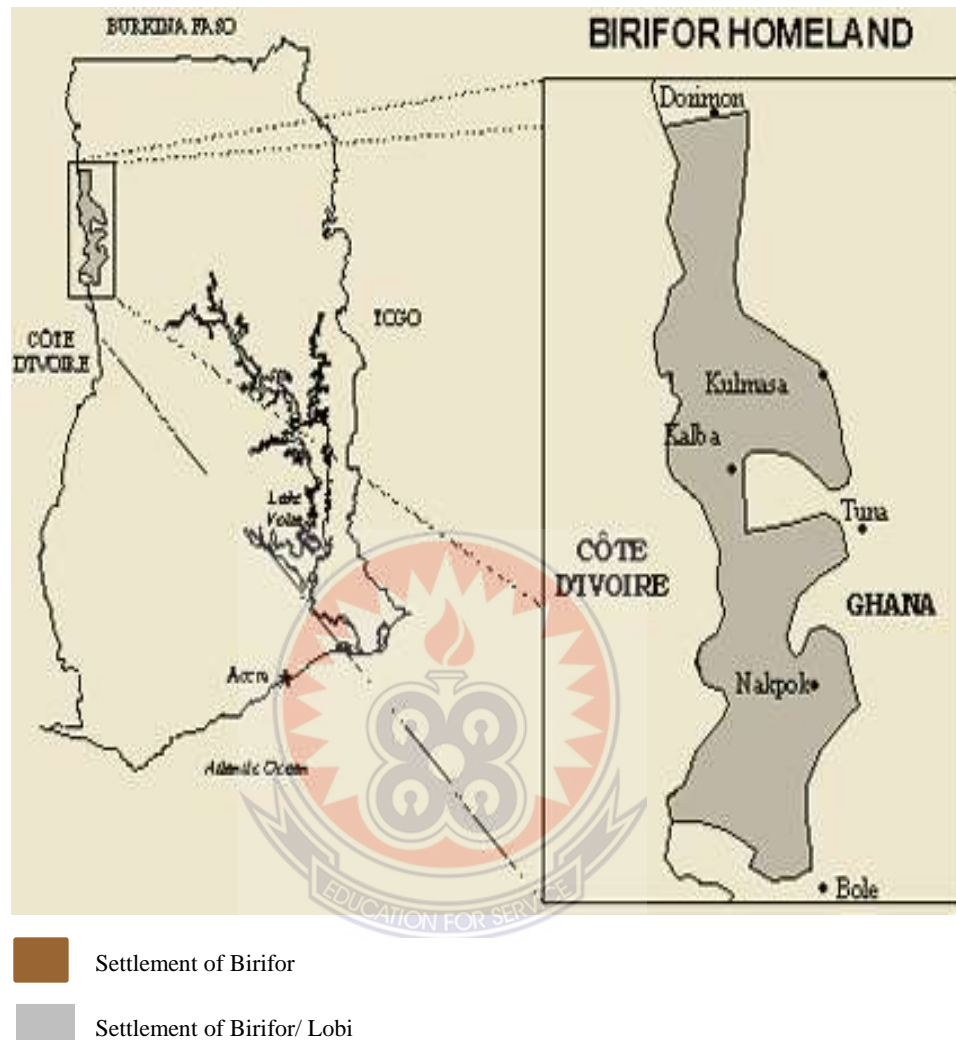 BURKINA FASO
BIRIFOR HOMELAND
Dorimon
TOGO
CÔTE
D'IVOIRE
Kulmasa
Kalba
Lake
Volta
Tuna
CÔTE
D'IVOIRE
GHANA
Accra
Nakpok
Atlantic Ocean
Bole
EDUCATION FOR SERVICE
Settlement of Birifor
Settlement of Birifor/ Lobi